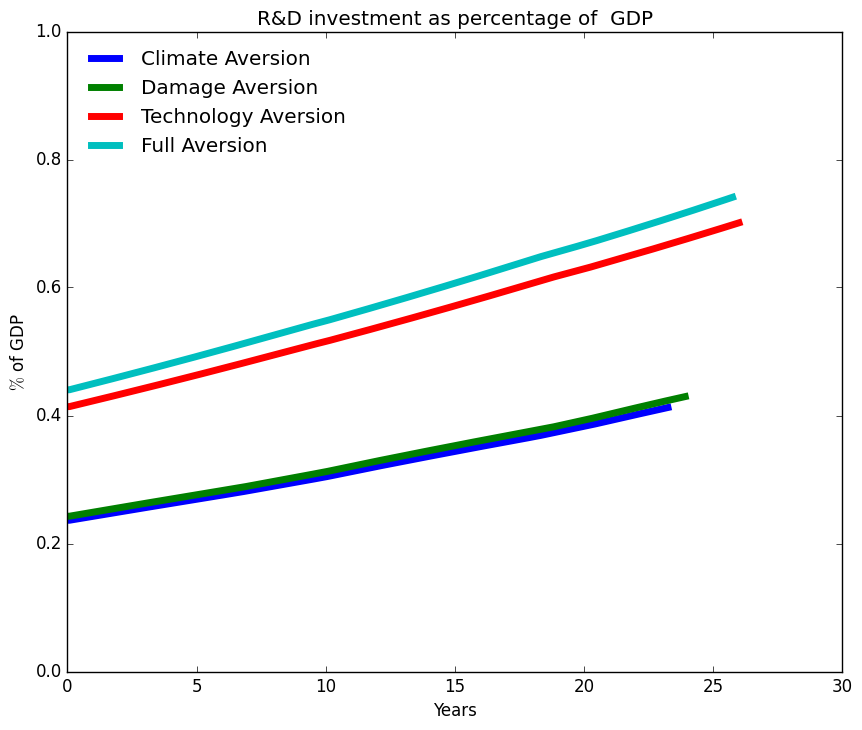 R&D investment as percentage of  GDP
1.0
0.8
0.6
0.4
0.2
0.0
% of GDP
Climate Aversion
Damage Aversion
Technology Aversion
Full Aversion
0 5 10 15 20 25 30
Years